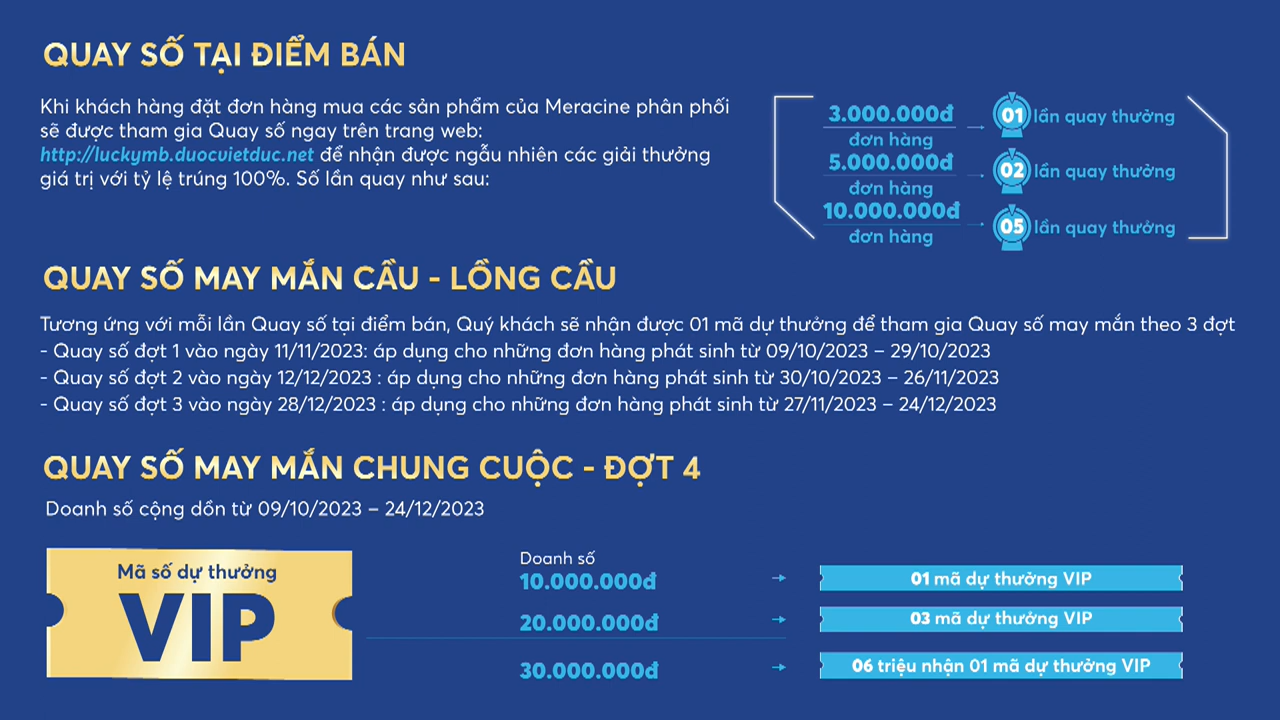 QUAY SỐ TẠI ĐIỂM BÁN
Khi khách hàng đặt đơn hàng mua các sản phẩm của Meracine phân phối
sẽ được tham gia Quay số ngay trên trang web:
http://luckymb.duocvietduc.net để nhận được ngẫu nhiên các giải thưởng
giá trị với tỷ lệ trúng 100%. Số lần quay như sau:
3.000.000đ
đơn hàng
01 lần quay thưởng
5.000.000đ
đơn hàng
02 lần quay thưởng
10.000.000đ
đơn hàng
05 lần quay thưởng
QUAY SỐ MAY MẮN CẦU - LỒNG CẦU
Tương ứng với mỗi lần Quay số tại điểm bán, Quý khách sẽ nhận được 01 mã dự thưởng để tham gia Quay số may mắn theo 3 đợt
- Quay số đợt 1 vào ngày 11/11/2023: áp dụng cho những đơn hàng phát sinh từ 09/10/2023 – 29/10/2023
- Quay số đợt 2 vào ngày 12/12/2023 : áp dụng cho những đơn hàng phát sinh từ 30/10/2023 – 26/11/2023
- Quay số đợt 3 vào ngày 28/12/2023 : áp dụng cho những đơn hàng phát sinh từ 27/11/2023 – 24/12/2023
QUAY SỐ MAY MẮN CHUNG CUỘC - ĐỢT 4
Doanh số cộng dồn từ 09/10/2023 – 24/12/2023
Mã số dự thưởng
VIP
Doanh số
10.000.000đ
01 mã dự thưởng VIP
20.000.000đ
03 mã dự thưởng VIP
30.000.000đ
06 triệu nhận 01 mã dự thưởng VIP